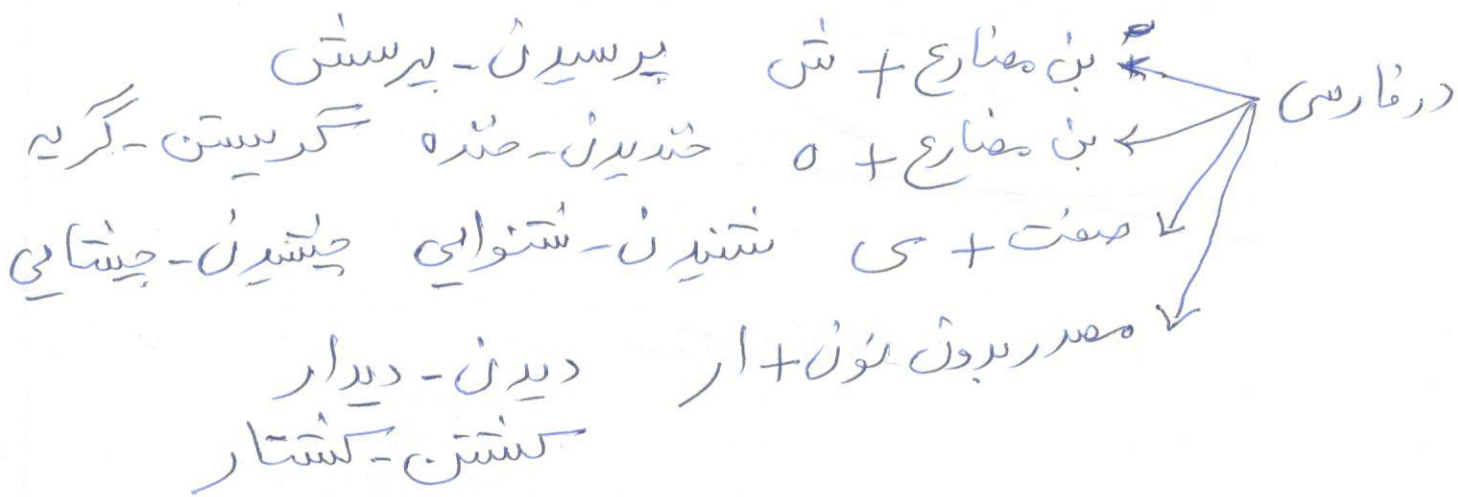 در فارسی
بن مضارع + ش پرسیدن - پرسش
بن مضارع + ه خندیدن - خنده گریستن - گریه
صفت + ی شنیدن - شنوایی چشیدن - چشایی
مصدر بدون نون + ار دیدن - دیدار
کشتن - کشتار